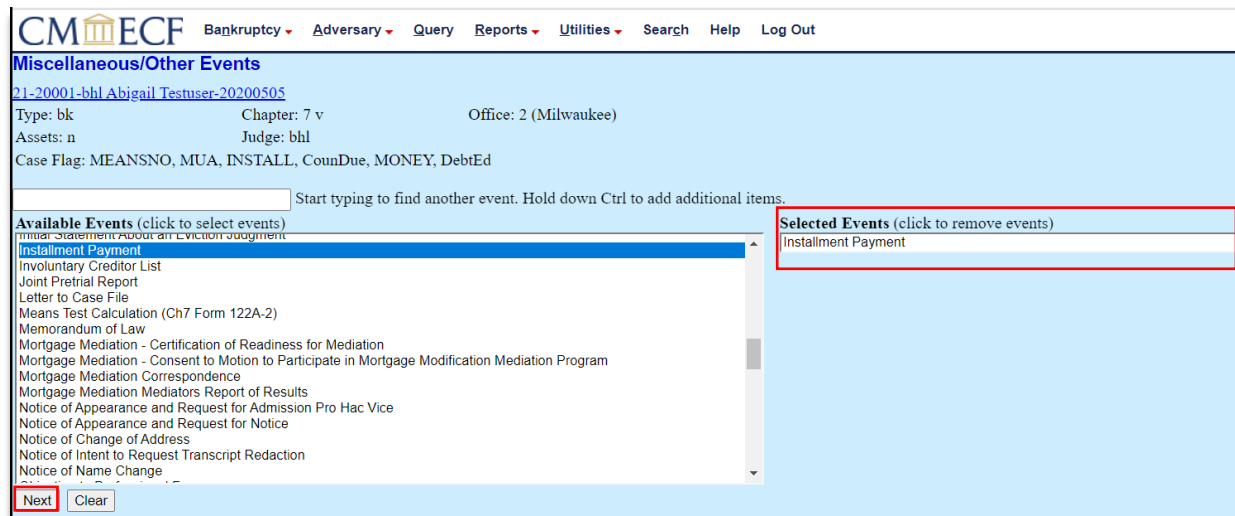 CM ECF Bankruptcy Adversary Query Reports Utilities Search Help Log Out
Miscellaneous/Other Events
21-20001-bhl Abigail Testuser-20200505
Type: bk Chapter: 7 v Office: 2 (Milwaukee)
Assets: n Judge: bhl
Case Flag: MEANSNO, MUA, INSTALL, CounDue, MONEY, DebtEd
Start typing to find another event. Hold down Ctrl to add additional items.
Available Events (click to select events) Selected Events (click to remove events)
Initial Statement About an Eviction Judgment
Installment Payment Installment Payment
Involuntary Creditor List
Joint Pretrial Report
Letter to Case File
Means Test Calculation (Ch7 Form 122A-2)
Memorandum of Law
Mortgage Mediation - Certification of Readiness for Mediation
Mortgage Mediation - Consent to Motion to Participate in Mortgage Modification Mediation Program
Mortgage Mediation Correspondence
Mortgage Mediation Mediators Report of Results
Notice of Appearance and Request for Admission Pro Hac Vice
Notice of Appearance and Request for Notice
Notice of Change of Address
Notice of Intent to Request Transcript Redaction
Notice of Name Change
Next Clear